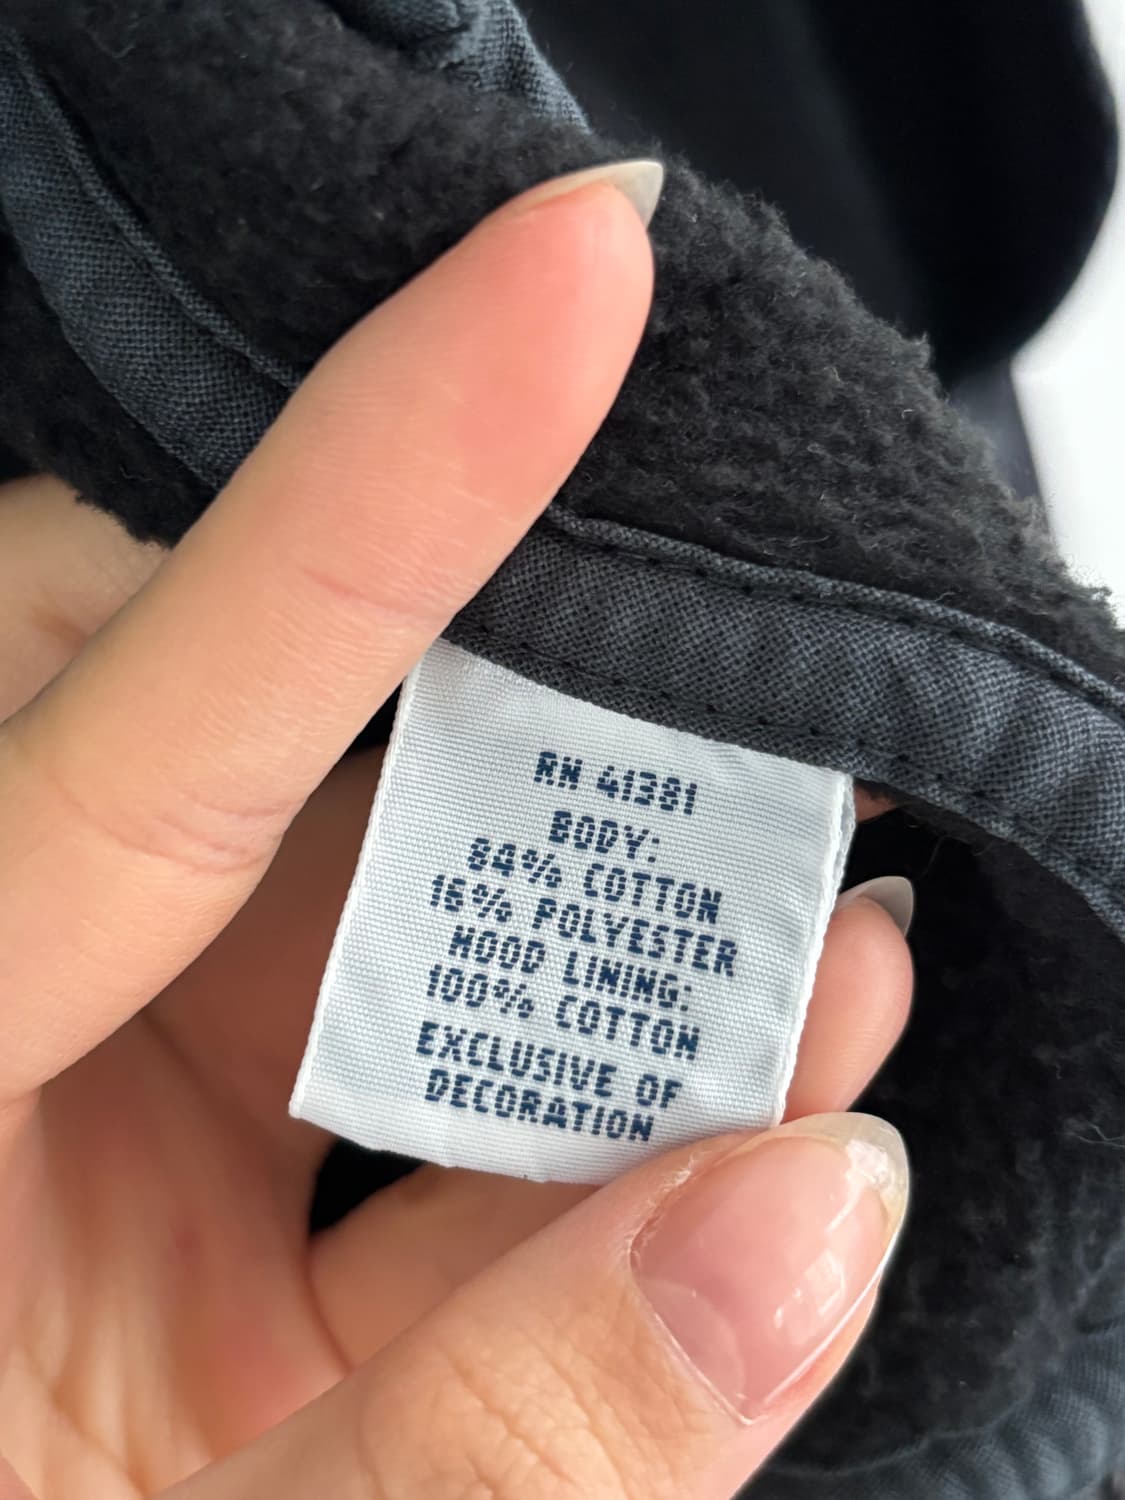 RN 41381
BODY:
84% COTTON
16% POLYESTER
HOOD LINING:
100% COTTON
EXCLUSIVE OF
DECORATION